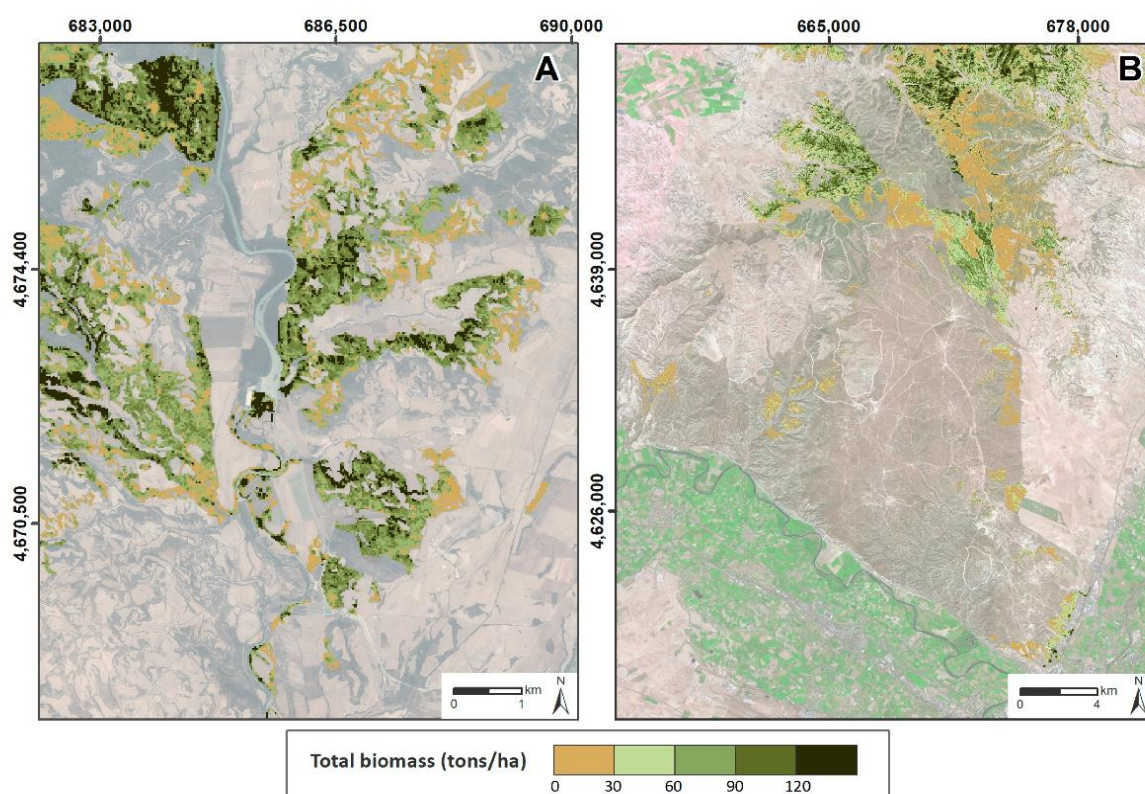 683,000 686,500 690,000 665,000 678,000
A B
4,674,400 4,639,000
4,670,500 4,626,000
N N
km km
0 1 0 4
Total biomass (tons/ha)
0 30 60 90 120